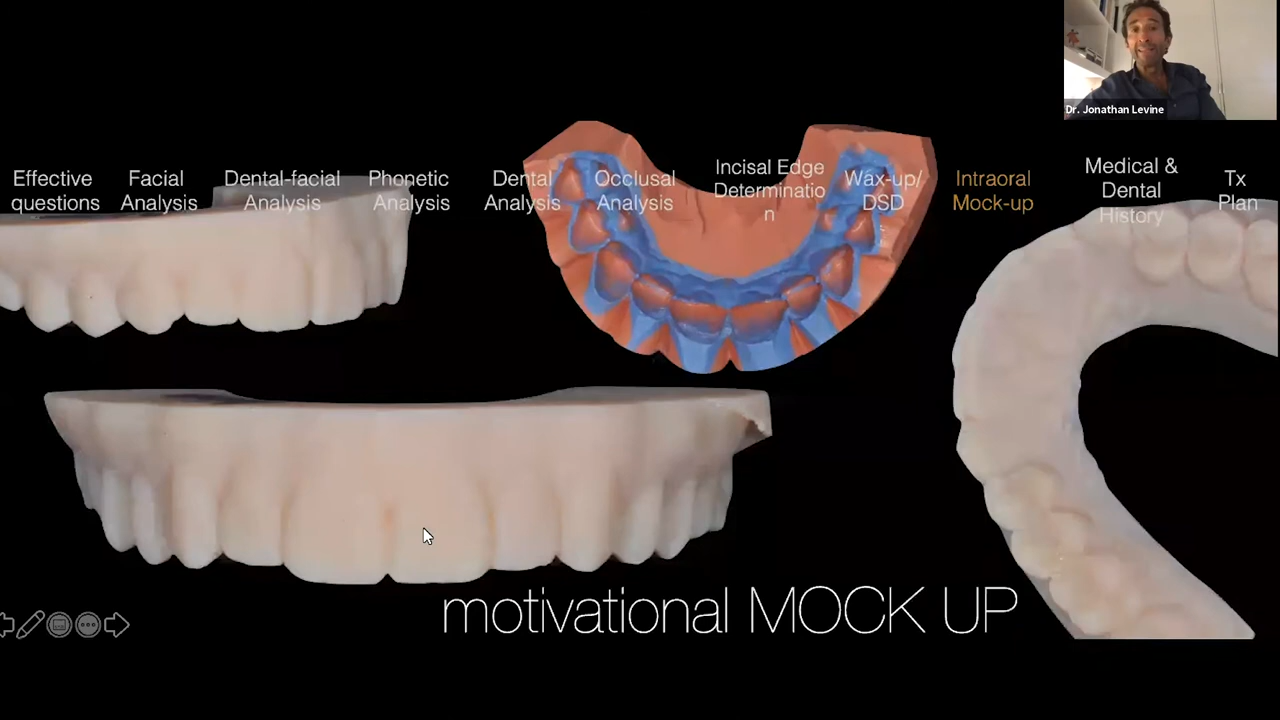 Dr. Jonathan Levine
Effective
questions
Facial
Analysis
Dental-facial
Analysis
Phonetic
Analysis
Dental
Analysis
Occlusal
Analysis
Incisal Edge
Determinatio
n
Wax-up/
DSD
Intraoral
Mock-up
Medical &
Dental
History
Tx
Plan
motivational MOCK UP